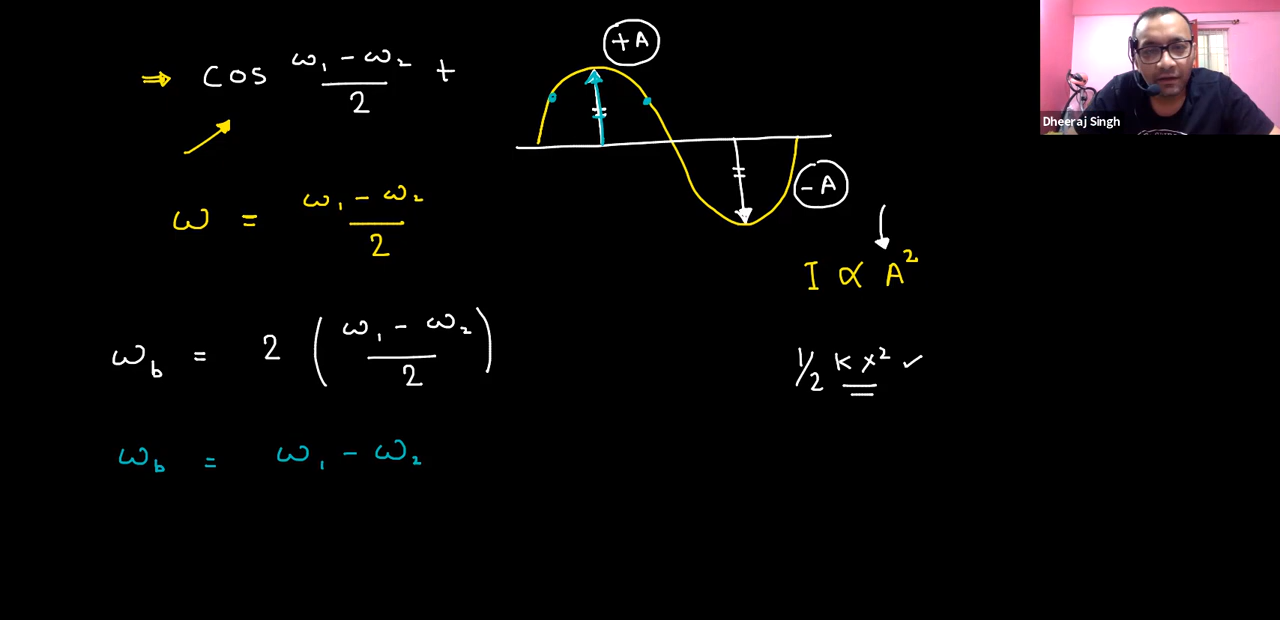 ⇒ cos (ω₁ - ω₂)/2 t
+A
Dheeraj Singh
ω = (ω₁ - ω₂)/2
-A
I ∝ A²
ω_b = 2 ((ω₁ - ω₂)/2)
1/2 K x² ✓
ω_b = ω₁ - ω₂